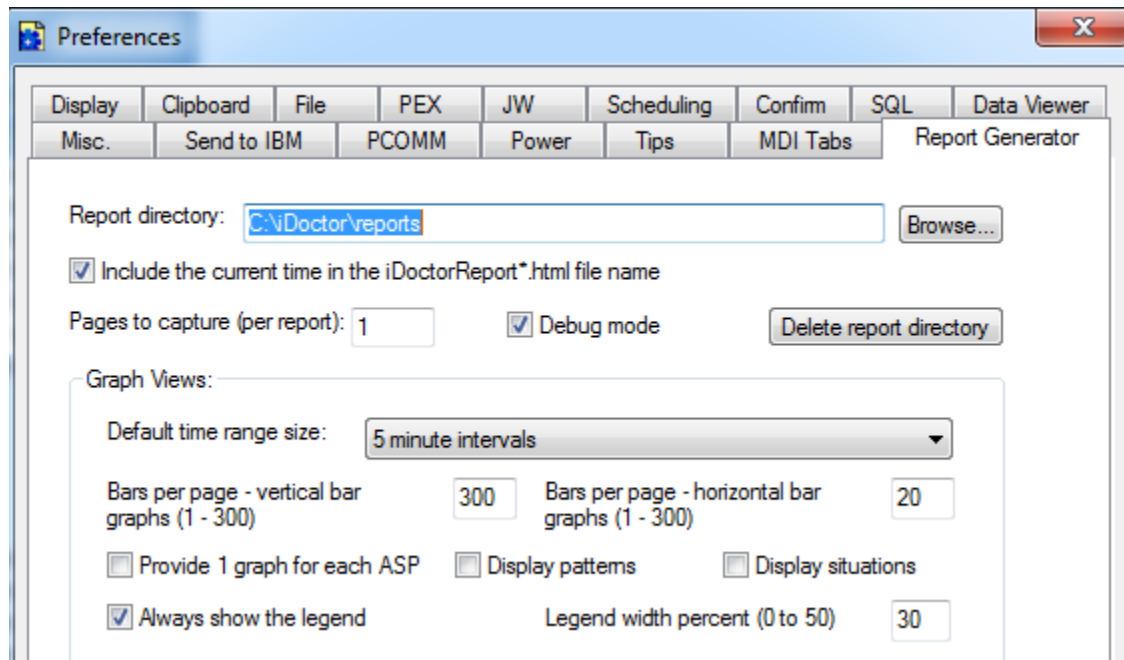 Preferences
Display Clipboard File PEX JW Scheduling Confirm SQL Data Viewer
Misc. Send to IBM PCOMM Power Tips MDI Tabs Report Generator
Report directory: C:\iDoctor\reports Browse...
Include the current time in the iDoctorReport*.html file name
Pages to capture (per report): 1 Debug mode Delete report directory
Graph Views:
Default time range size: 5 minute intervals
Bars per page - vertical bar graphs (1 - 300) 300 Bars per page - horizontal bar graphs (1 - 300) 20
Provide 1 graph for each ASP Display patterns Display situations
Always show the legend Legend width percent (0 to 50) 30